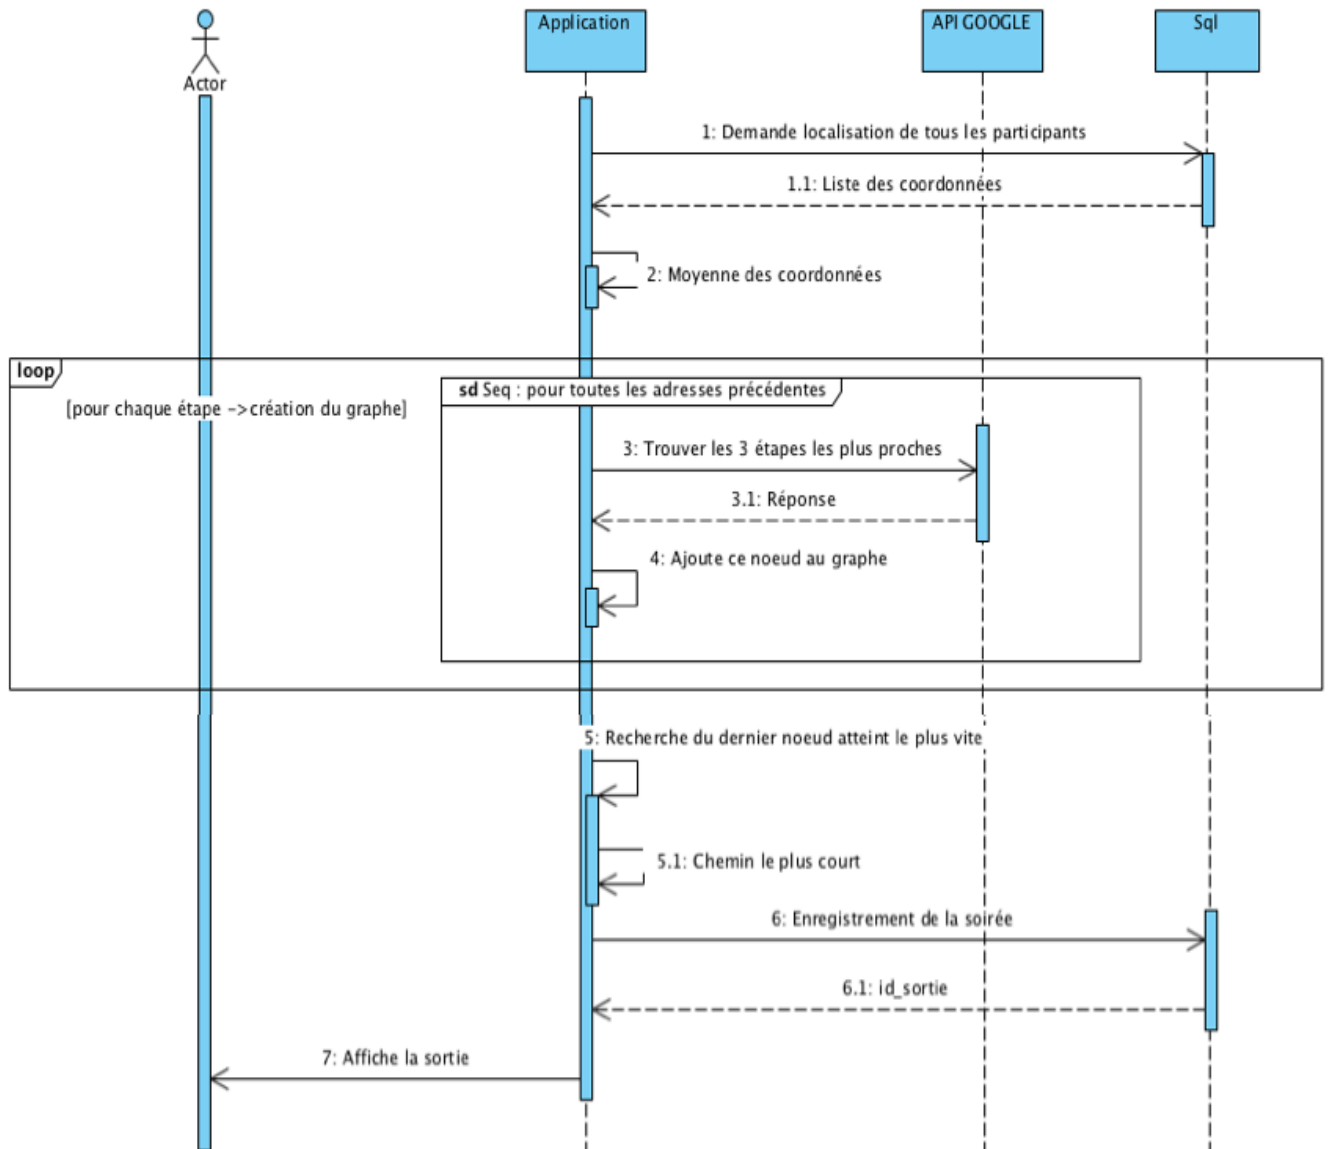 Actor
Application
API GOOGLE
Sql
1: Demande localisation de tous les participants
1.1: Liste des coordonnées
2: Moyenne des coordonnées
loop
[pour chaque étape ->création du graphe]
sd Seq : pour toutes les adresses précédentes
3: Trouver les 3 étapes les plus proches
3.1: Réponse
4: Ajoute ce noeud au graphe
5: Recherche du dernier noeud atteint le plus vite
5.1: Chemin le plus court
6: Enregistrement de la soirée
6.1: id_sortie
7: Affiche la sortie